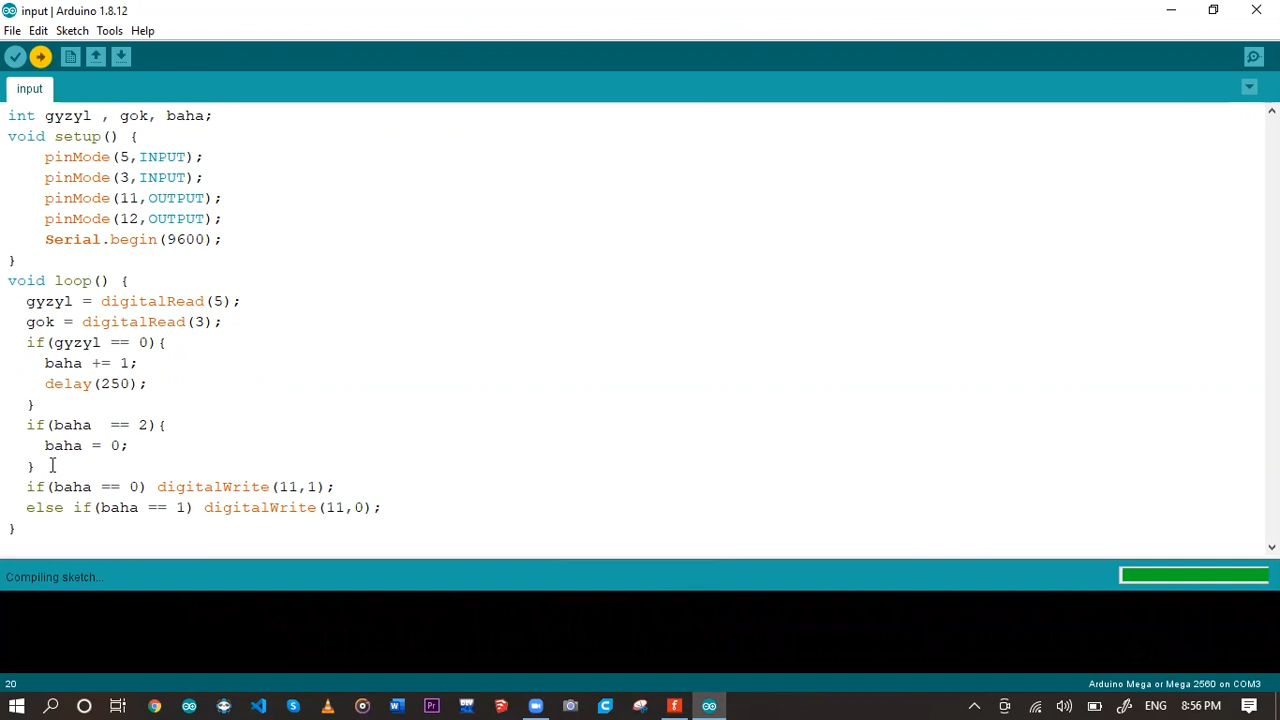 input | Arduino 1.8.12
File Edit Sketch Tools Help
input
int gyzyl , gok, baha;
void setup() {
pinMode(5,INPUT);
pinMode(3,INPUT);
pinMode(11,OUTPUT);
pinMode(12,OUTPUT);
Serial.begin(9600);
}
void loop() {
gyzyl = digitalRead(5);
gok = digitalRead(3);
if(gyzyl == 0){
baha += 1;
delay(250);
}
if(baha  == 2){
baha = 0;
}
if(baha == 0) digitalWrite(11,1);
else if(baha == 1) digitalWrite(11,0);
}
Compiling sketch...
20 Arduino Mega or Mega 2560 on COM3
ENG 8:56 PM